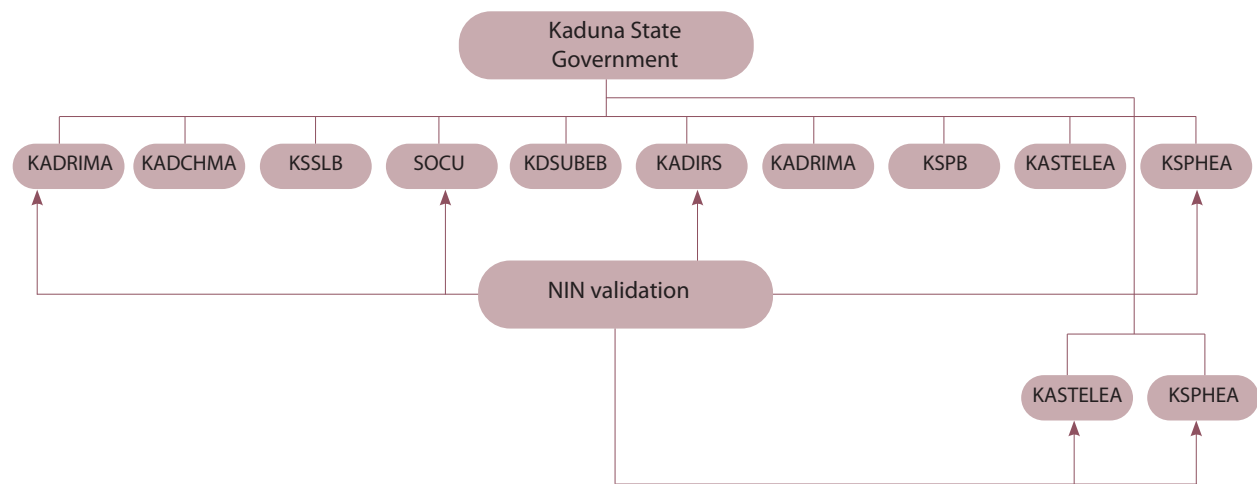 Kaduna State
Government
KADRIMA
KADCHMA
KSSLB
SOCU
KDSUBEB
KADIRS
KADRIMA
KSPB
KASTELEA
KSPHEA
NIN validation
KASTELEA
KSPHEA